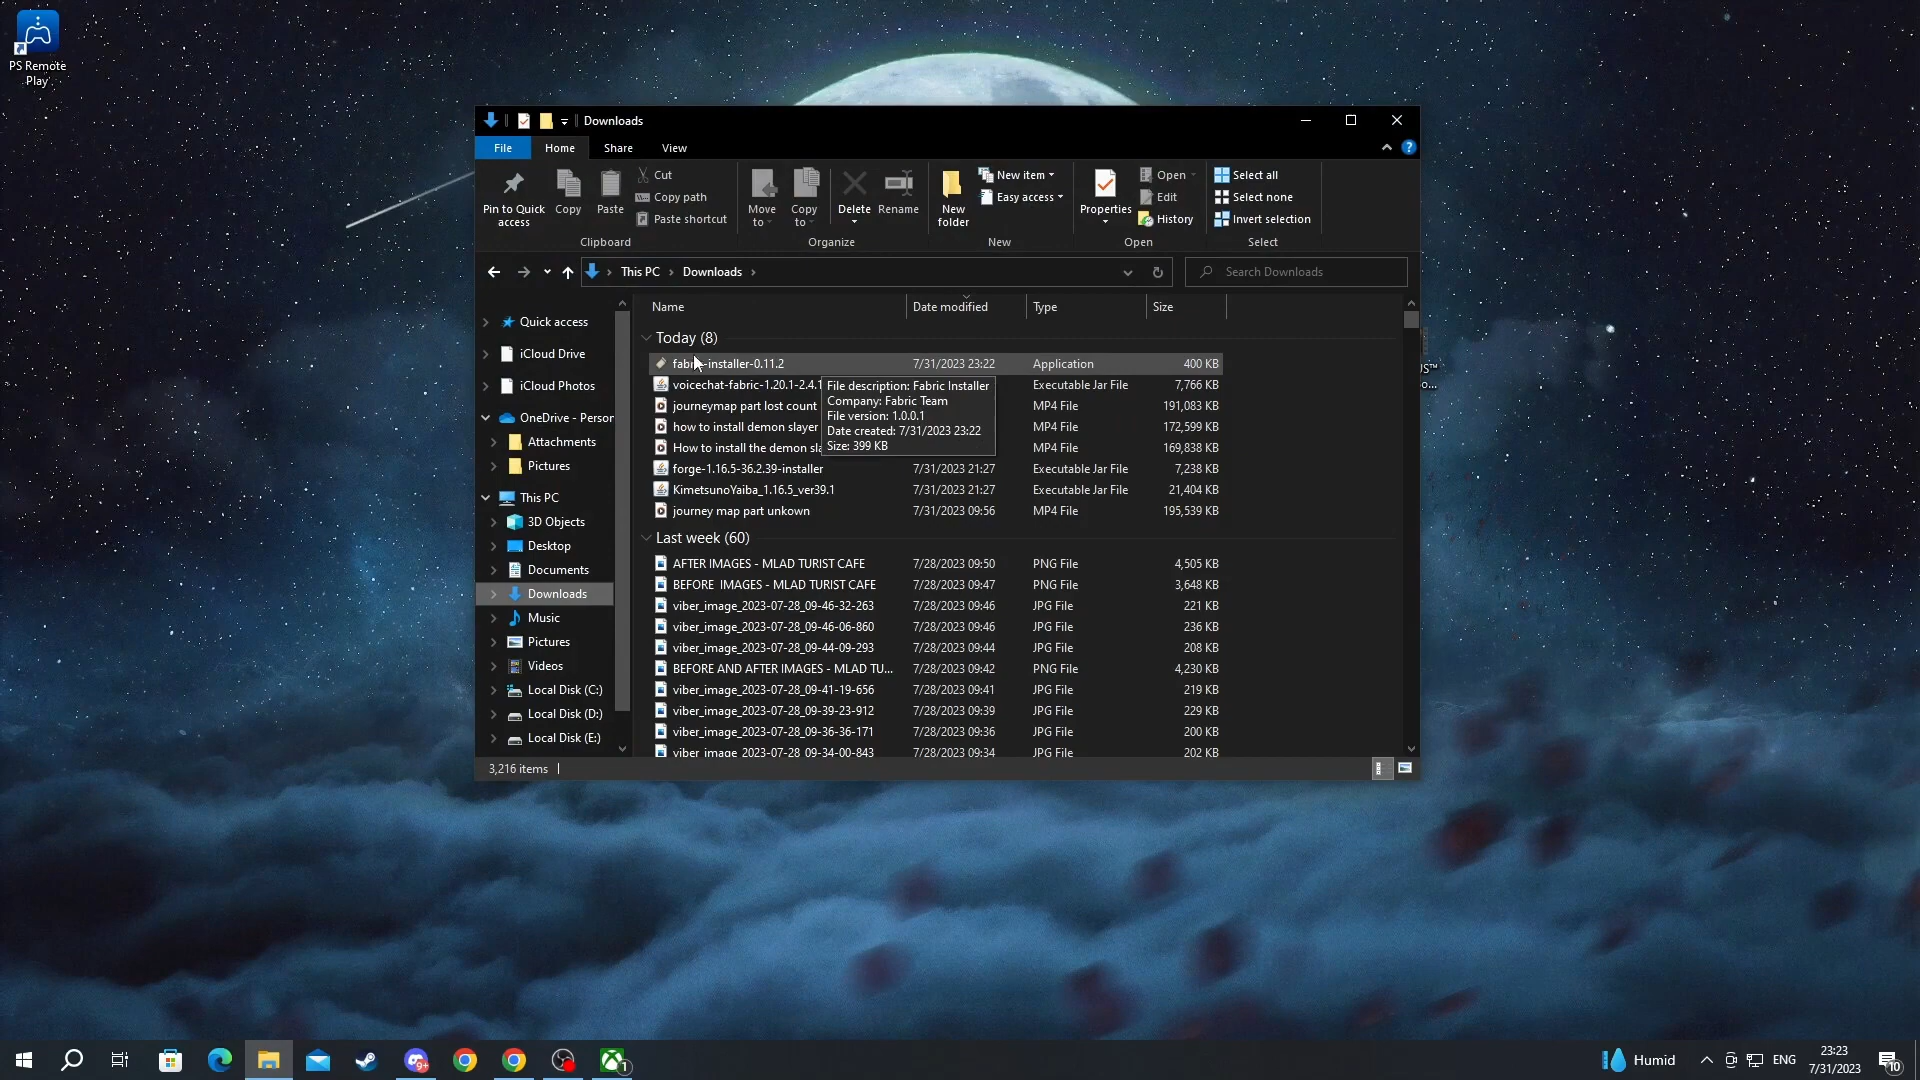 PS Remote
Play
Downloads
File
Home
Share
View
Pin to Quick
access
Copy
Paste
Cut
Copy path
Paste shortcut
Clipboard
Move
to
Copy
to
Delete
Rename
Organize
New
folder
New item
Easy access
New
Properties
Open
Edit
History
Open
Select all
Select none
Invert selection
Select
This PC
Downloads
Search Downloads
Quick access
iCloud Drive
iCloud Photos
OneDrive - Person
Attachments
Pictures
This PC
3D Objects
Desktop
Documents
Downloads
Music
Pictures
Videos
Local Disk (C:)
Local Disk (D:)
Local Disk (E:)
Name Date modified Type Size
Today (8)
fabric-installer-0.11.2 7/31/2023 23:22 Application 400 KB
voicechat-fabric-1.20.1-2.4.1 Executable Jar File 7,766 KB
journeymap part lost count MP4 File 191,083 KB
how to install demon slayer MP4 File 172,599 KB
How to install the demon sla MP4 File 169,838 KB
forge-1.16.5-36.2.39-installer 7/31/2023 21:27 Executable Jar File 7,238 KB
KimetsunoYaiba_1.16.5_ver39.1 7/31/2023 21:27 Executable Jar File 21,404 KB
journey map part unkown 7/31/2023 09:56 MP4 File 195,539 KB
File description: Fabric Installer
Company: Fabric Team
File version: 1.0.0.1
Date created: 7/31/2023 23:22
Size: 399 KB
Last week (60)
AFTER IMAGES - MLAD TURIST CAFE 7/28/2023 09:50 PNG File 4,505 KB
BEFORE  IMAGES - MLAD TURIST CAFE 7/28/2023 09:47 PNG File 3,648 KB
viber_image_2023-07-28_09-46-32-263 7/28/2023 09:46 JPG File 221 KB
viber_image_2023-07-28_09-46-06-860 7/28/2023 09:46 JPG File 236 KB
viber_image_2023-07-28_09-44-09-293 7/28/2023 09:44 JPG File 208 KB
BEFORE AND AFTER IMAGES - MLAD TU... 7/28/2023 09:42 PNG File 4,230 KB
viber_image_2023-07-28_09-41-19-656 7/28/2023 09:41 JPG File 219 KB
viber_image_2023-07-28_09-39-23-912 7/28/2023 09:39 JPG File 229 KB
viber_image_2023-07-28_09-36-36-171 7/28/2023 09:36 JPG File 200 KB
viber_image_2023-07-28_09-34-00-843 7/28/2023 09:34 JPG File 202 KB
3,216 items
9+
1
Humid
ENG
23:23
7/31/2023
10